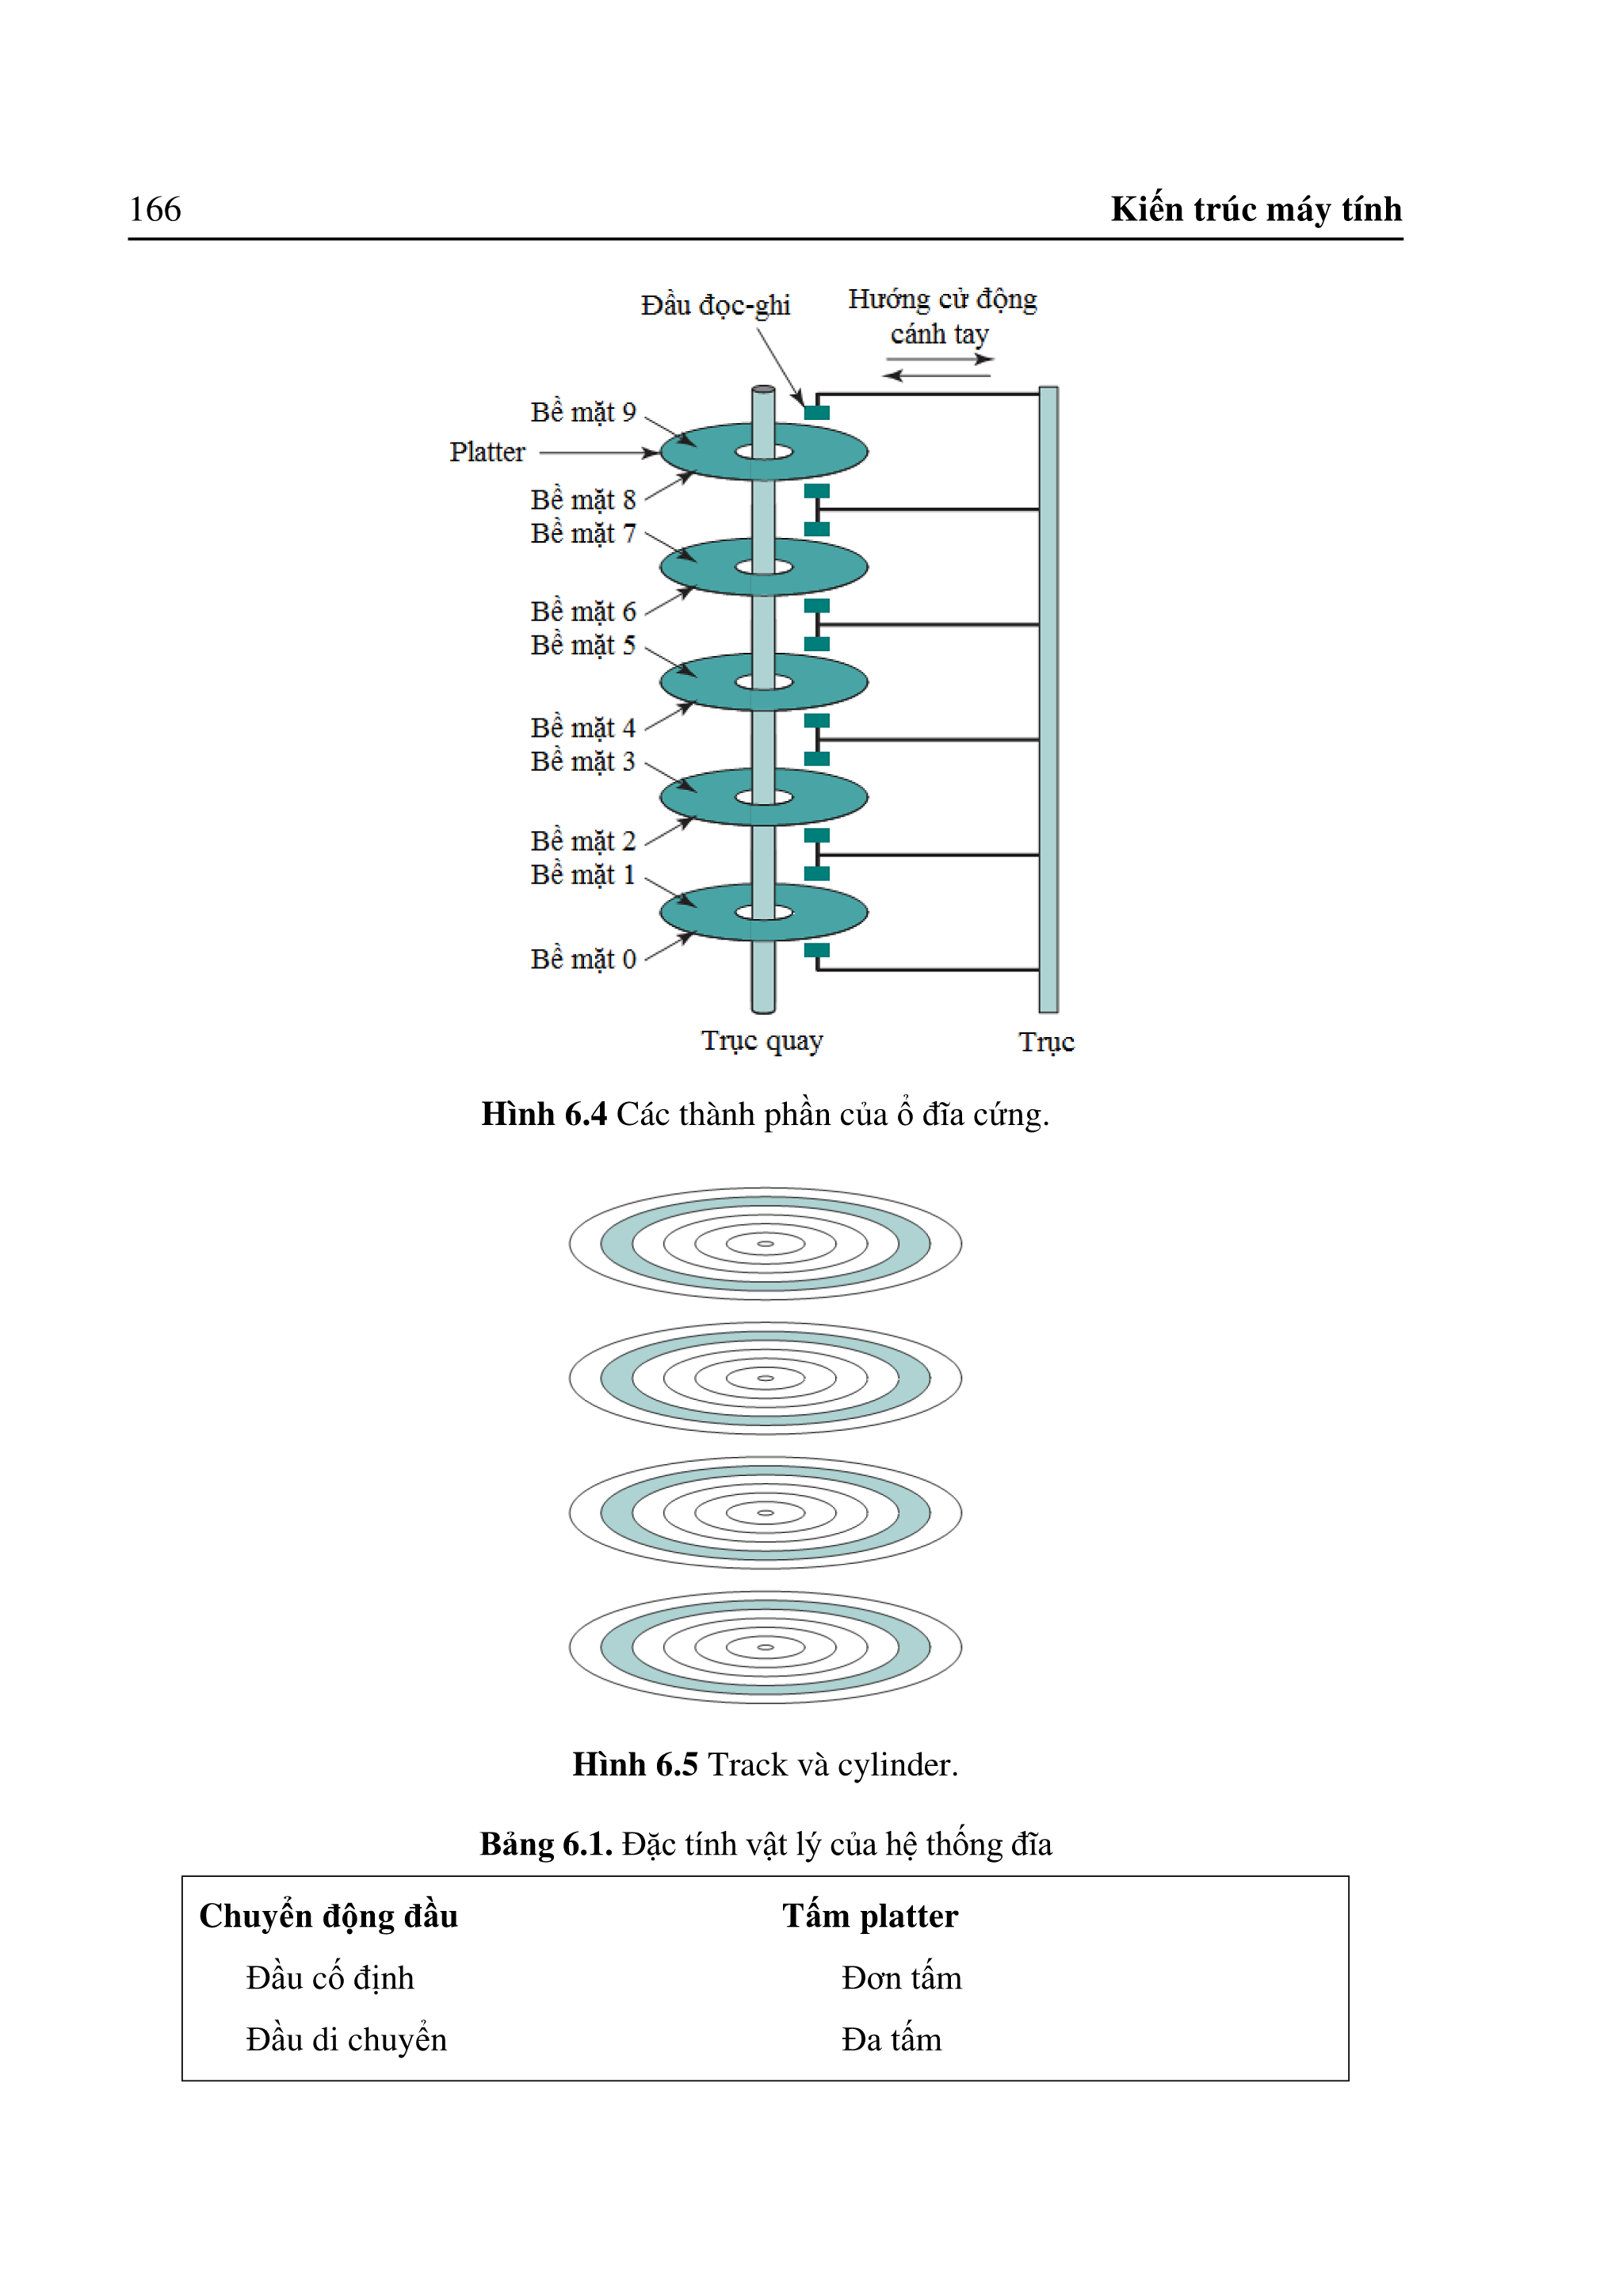 166 Kiến trúc máy tính
Đầu đọc-ghi
Hướng cử động
cánh tay
Bề mặt 9
Platter
Bề mặt 8
Bề mặt 7
Bề mặt 6
Bề mặt 5
Bề mặt 4
Bề mặt 3
Bề mặt 2
Bề mặt 1
Bề mặt 0
Trục quay
Trục
Hình 6.4 Các thành phần của ổ đĩa cứng.
Hình 6.5 Track và cylinder.
Bảng 6.1. Đặc tính vật lý của hệ thống đĩa
Chuyển động đầu Tấm platter
Đầu cố định Đơn tấm
Đầu di chuyển Đa tấm